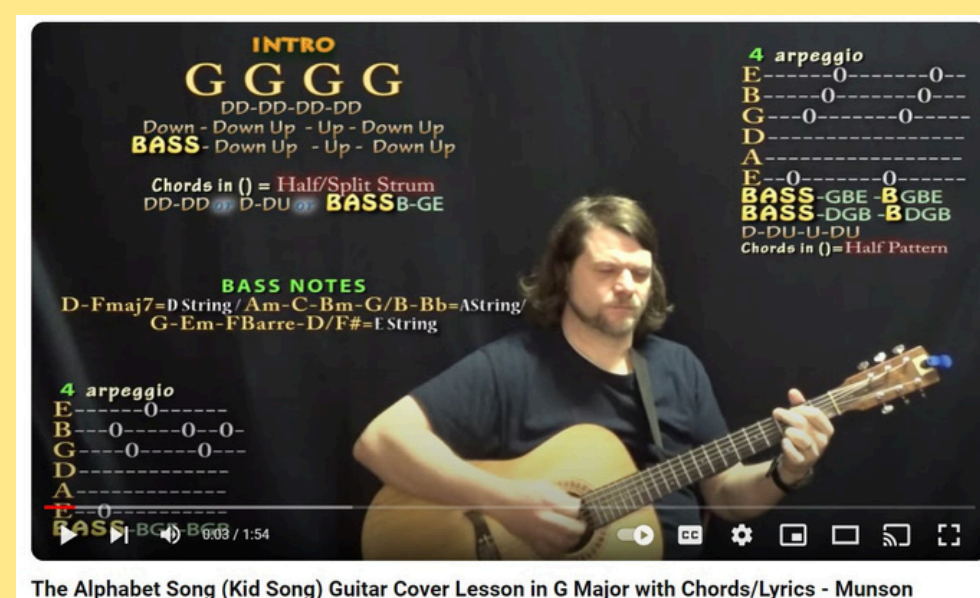 INTRO
G G G G
DD-DD-DD-DD
Down - Down Up - Up - Down Up
BASS - Down Up - Up - Down Up
Chords in () = Half/Split Strum
DD-DD or D-DU or BASS B-GE
BASS NOTES
D-Fmaj7=D String / Am-C-Bm-G/B-Bb=AString/
G-Em-FBarre-D/F#=E String
4 arpeggio
E------0-------
B---0-----0--0-
G----0-----0---
D--------------
A--------------
E--0---
BASS-BGE-BGB
4 arpeggio
E-------0--------0--
B------0--------0---
G---0--------0-----
D------------------
A------------------
E--0--------0------
BASS-GBE -BGBE
BASS-DGB -BDGB
D-DU-U-DU
Chords in ()=Half Pattern
0:03 / 1:54
CC
The Alphabet Song (Kid Song) Guitar Cover Lesson in G Major with Chords/Lyrics - Munson